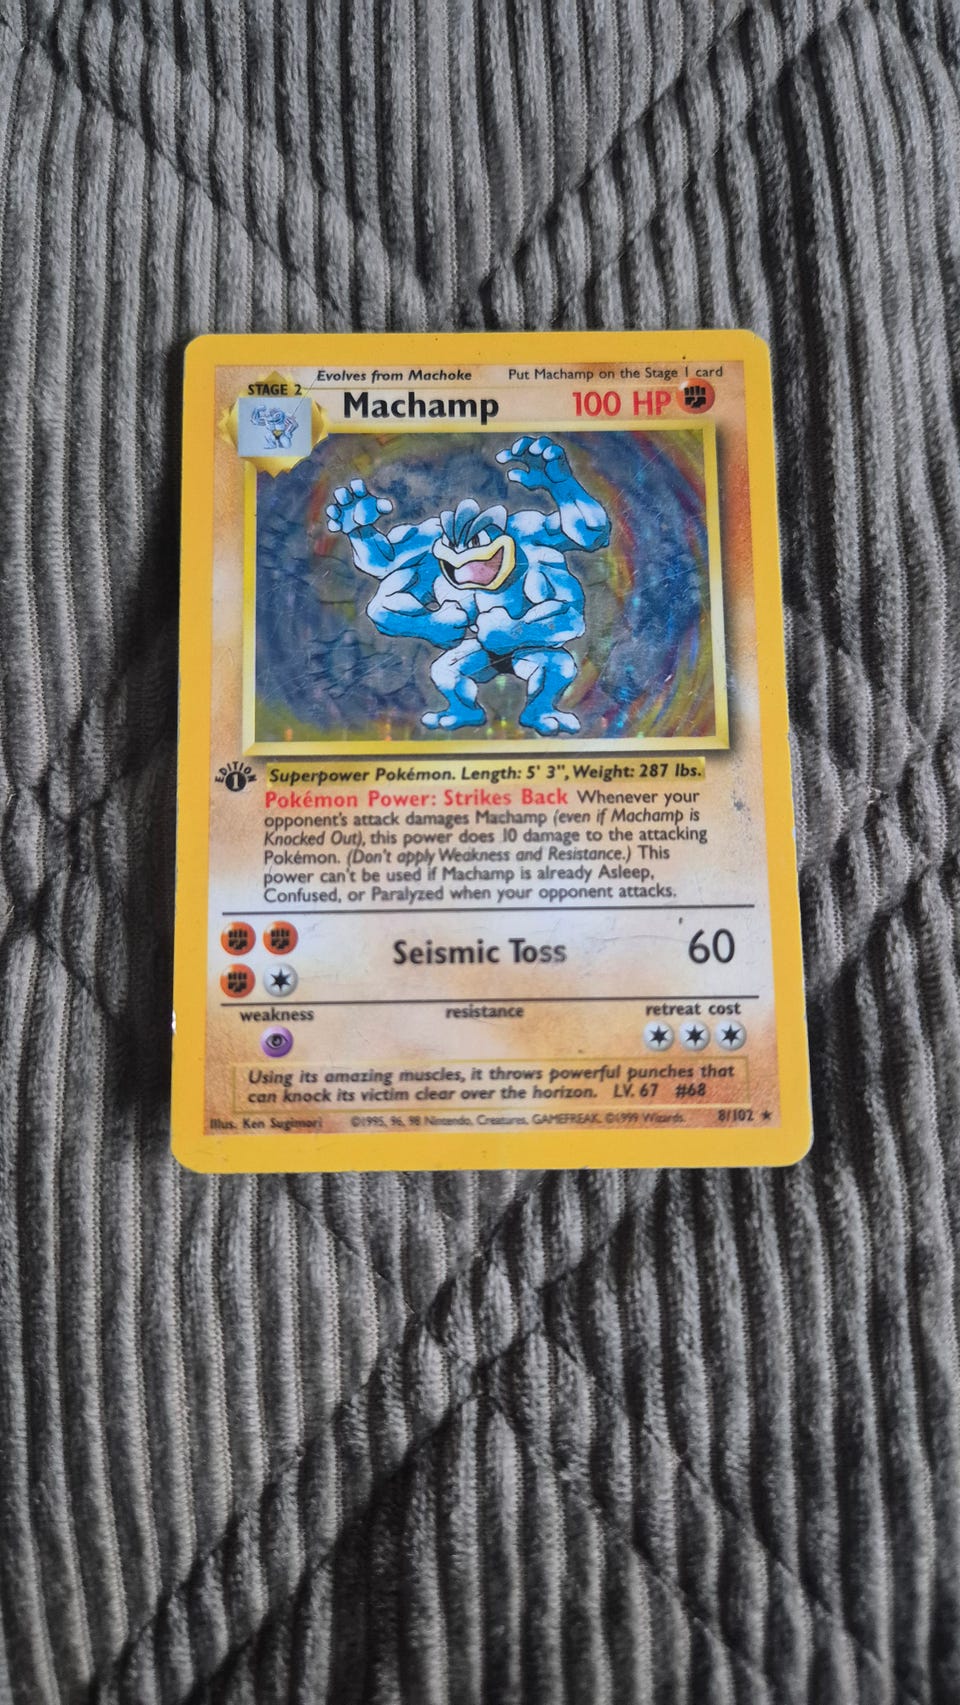 Evolves from Machoke Put Machamp on the Stage 1 card
STAGE 2
Machamp 100 HP
EDITION 1
Superpower Pokémon. Length: 5' 3", Weight: 287 lbs.
Pokémon Power: Strikes Back Whenever your
opponent's attack damages Machamp (even if Machamp is
Knocked Out), this power does 10 damage to the attacking
Pokémon. (Don't apply Weakness and Resistance.) This
power can't be used if Machamp is already Asleep,
Confused, or Paralyzed when your opponent attacks.
Seismic Toss 60
weakness resistance retreat cost
Using its amazing muscles, it throws powerful punches that
can knock its victim clear over the horizon. LV. 67 #68
Illus. Ken Sugimori ©1995, 96, 98 Nintendo, Creatures, GAMEFREAK. ©1999 Wizards. 8/102 ★